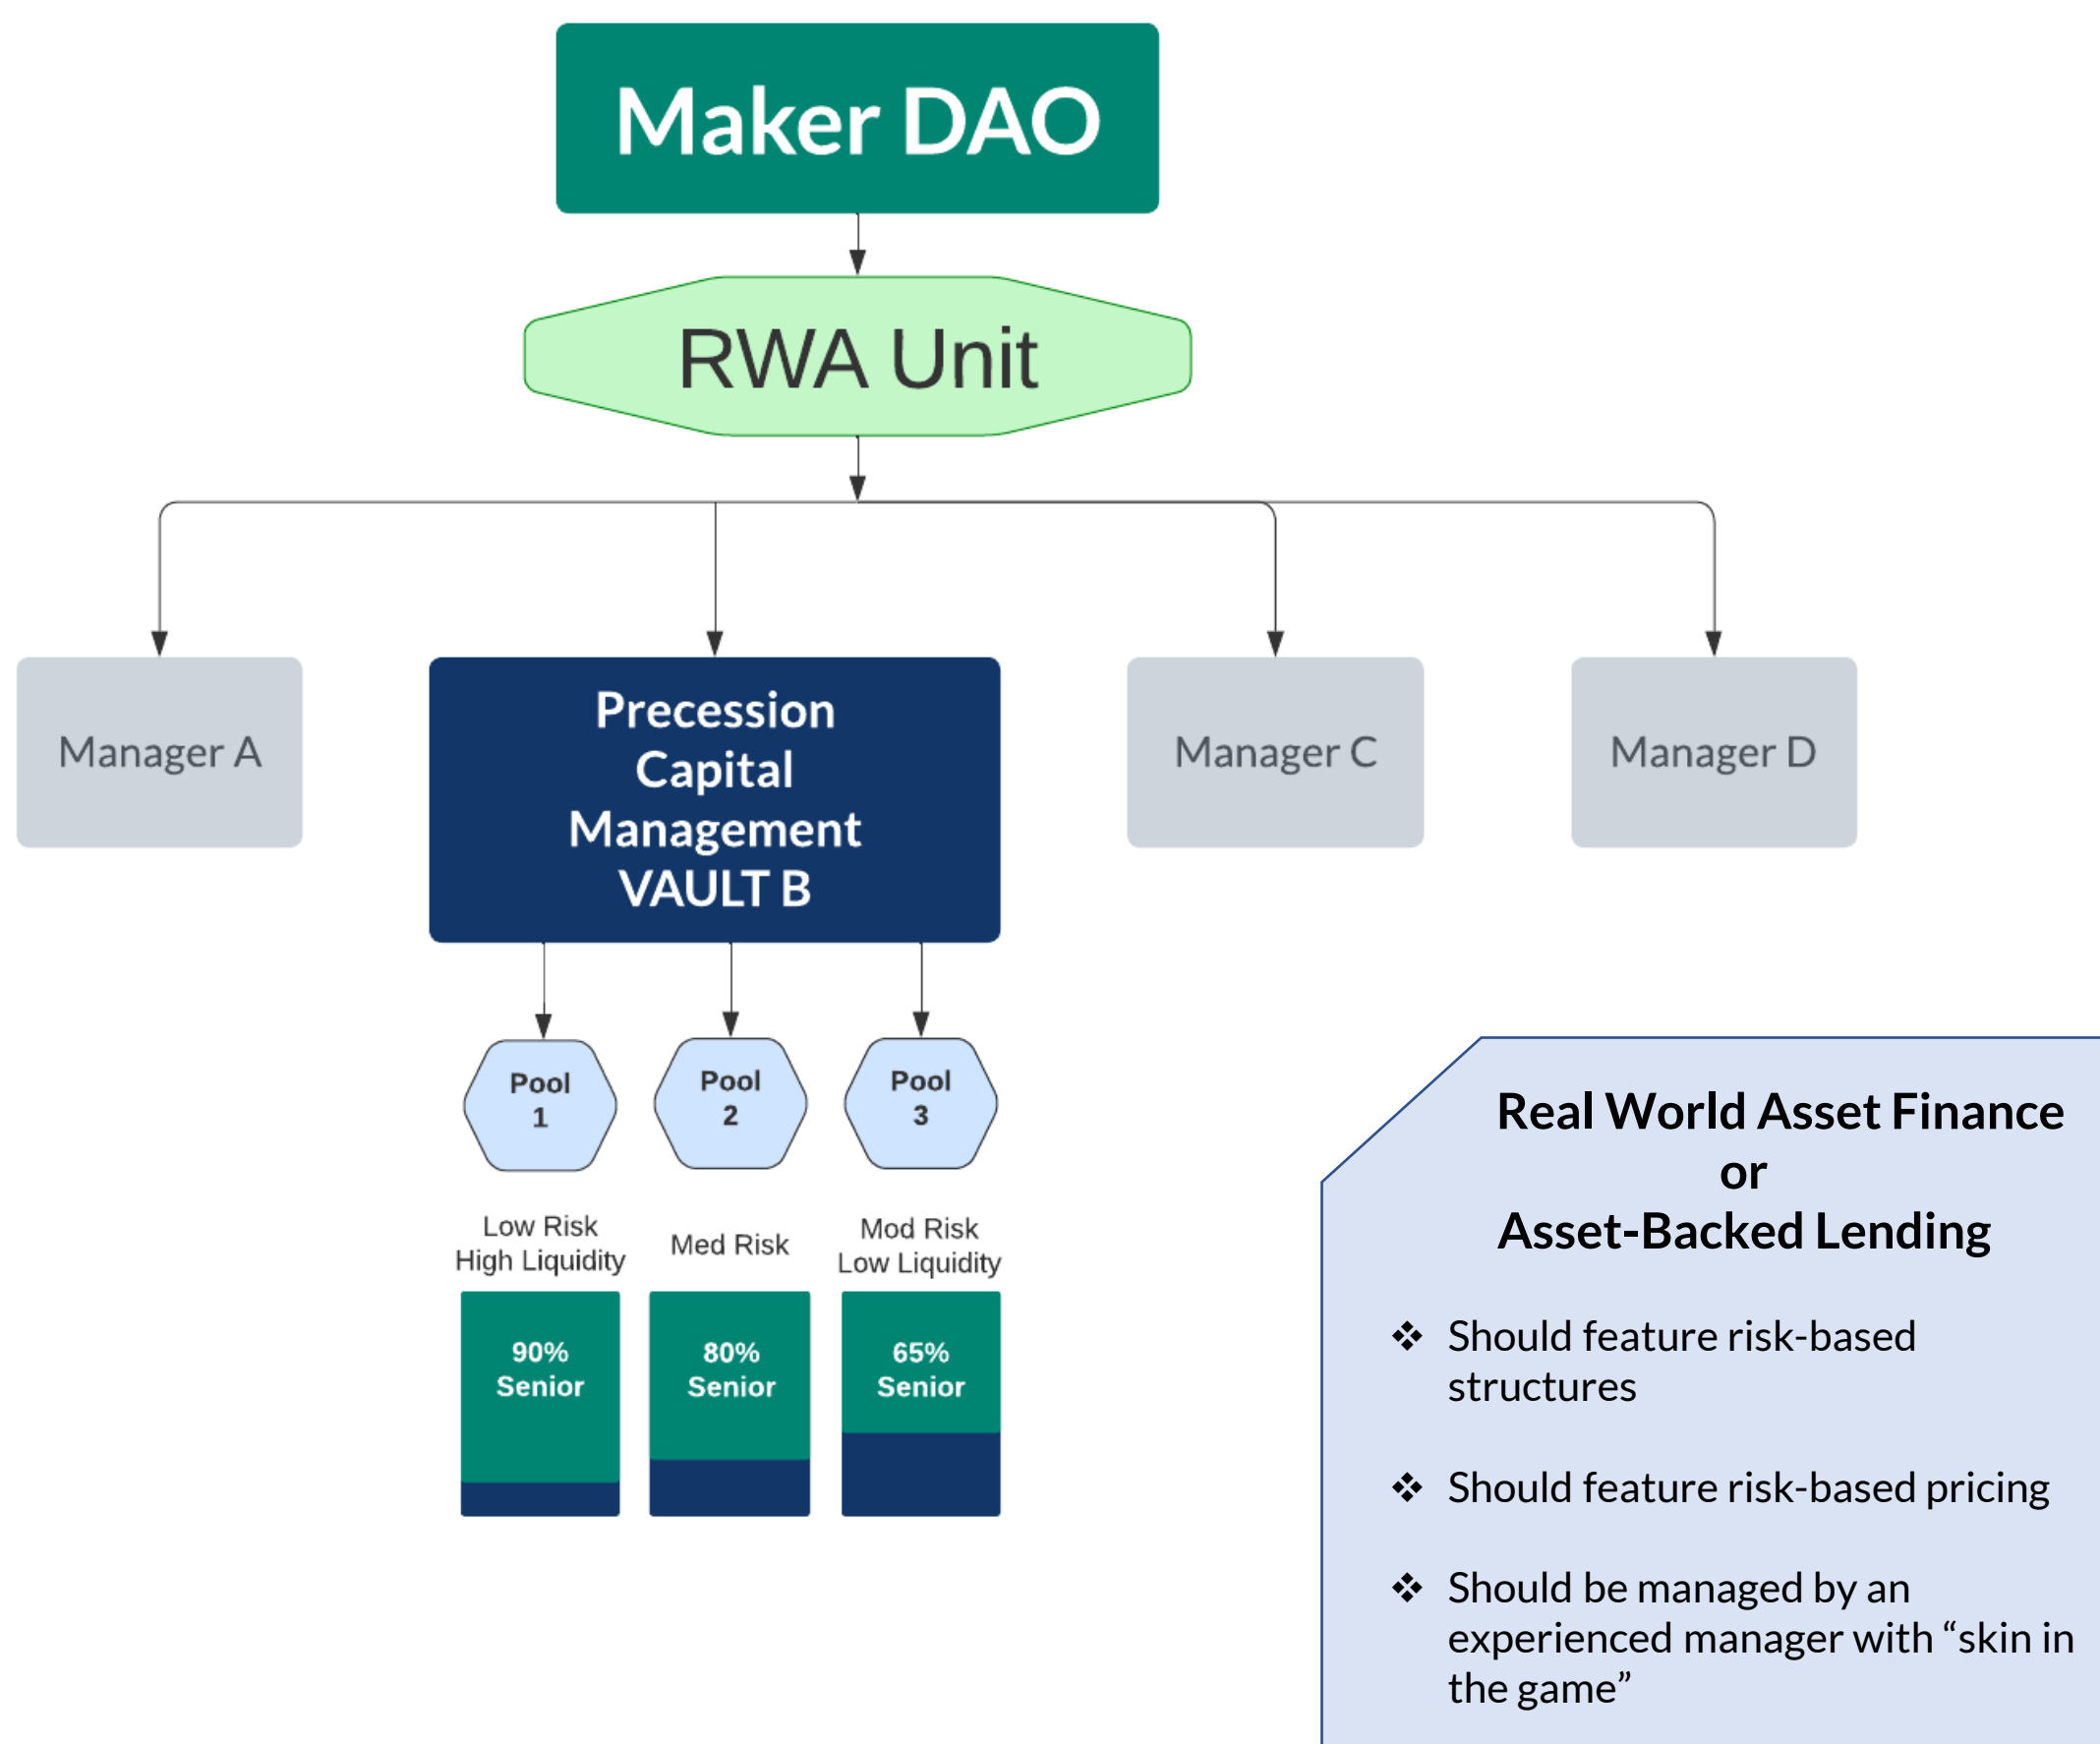 Maker DAO
RWA Unit
Manager A
Precession
Capital
Management
VAULT B
Manager C
Manager D
Pool
1
Pool
2
Pool
3
Low Risk
High Liquidity
Med Risk
Mod Risk
Low Liquidity
90%
Senior
80%
Senior
65%
Senior
Real World Asset Finance
or
Asset-Backed Lending
❖ Should feature risk-based
structures
❖ Should feature risk-based pricing
❖ Should be managed by an
experienced manager with “skin in
the game”